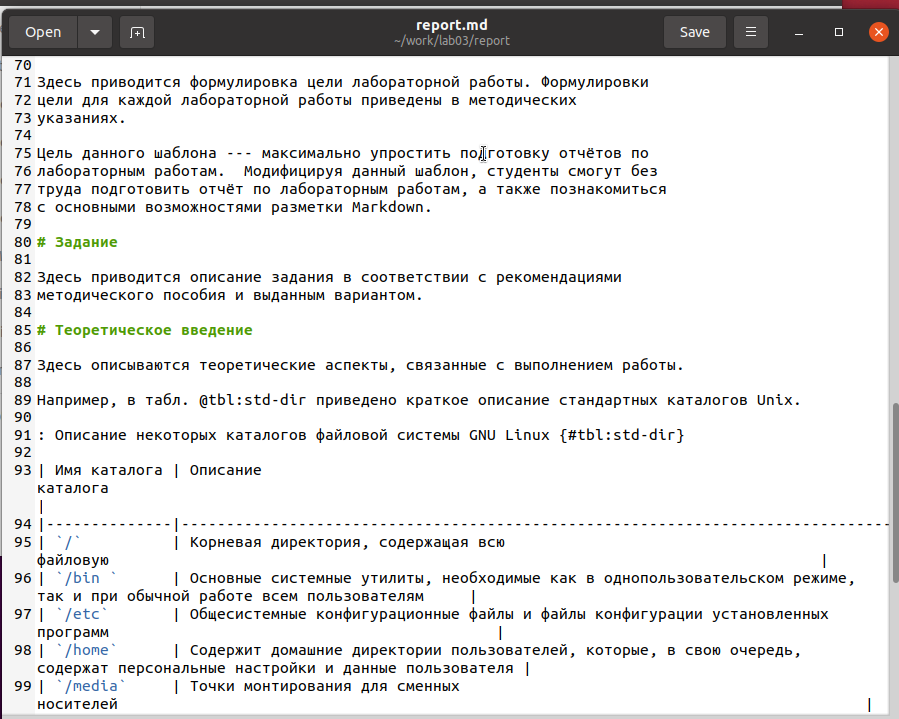 Open
report.md
~/work/lab03/report
Save
70
71 Здесь приводится формулировка цели лабораторной работы. Формулировки
72 цели для каждой лабораторной работы приведены в методических
73 указаниях.
74
75 Цель данного шаблона --- максимально упростить подготовку отчётов по
76 лабораторным работам.  Модифицируя данный шаблон, студенты смогут без
77 труда подготовить отчёт по лабораторным работам, а также познакомиться
78 с основными возможностями разметки Markdown.
79
80 # Задание
81
82 Здесь приводится описание задания в соответствии с рекомендациями
83 методического пособия и выданным вариантом.
84
85 # Теоретическое введение
86
87 Здесь описываются теоретические аспекты, связанные с выполнением работы.
88
89 Например, в табл. @tbl:std-dir приведено краткое описание стандартных каталогов Unix.
90
91 : Описание некоторых каталогов файловой системы GNU Linux {#tbl:std-dir}
92
93 | Имя каталога | Описание
каталога
|
94 |--------------|-------------------------------------------------------------------------------
95 | `/`          | Корневая директория, содержащая всю
файловую |
96 | `/bin `      | Основные системные утилиты, необходимые как в однопользовательском режиме,
так и при обычной работе всем пользователям |
97 | `/etc`       | Общесистемные конфигурационные файлы и файлы конфигурации установленных
программ |
98 | `/home`      | Содержит домашние директории пользователей, которые, в свою очередь,
содержат персональные настройки и данные пользователя |
99 | `/media`     | Точки монтирования для сменных
носителей |